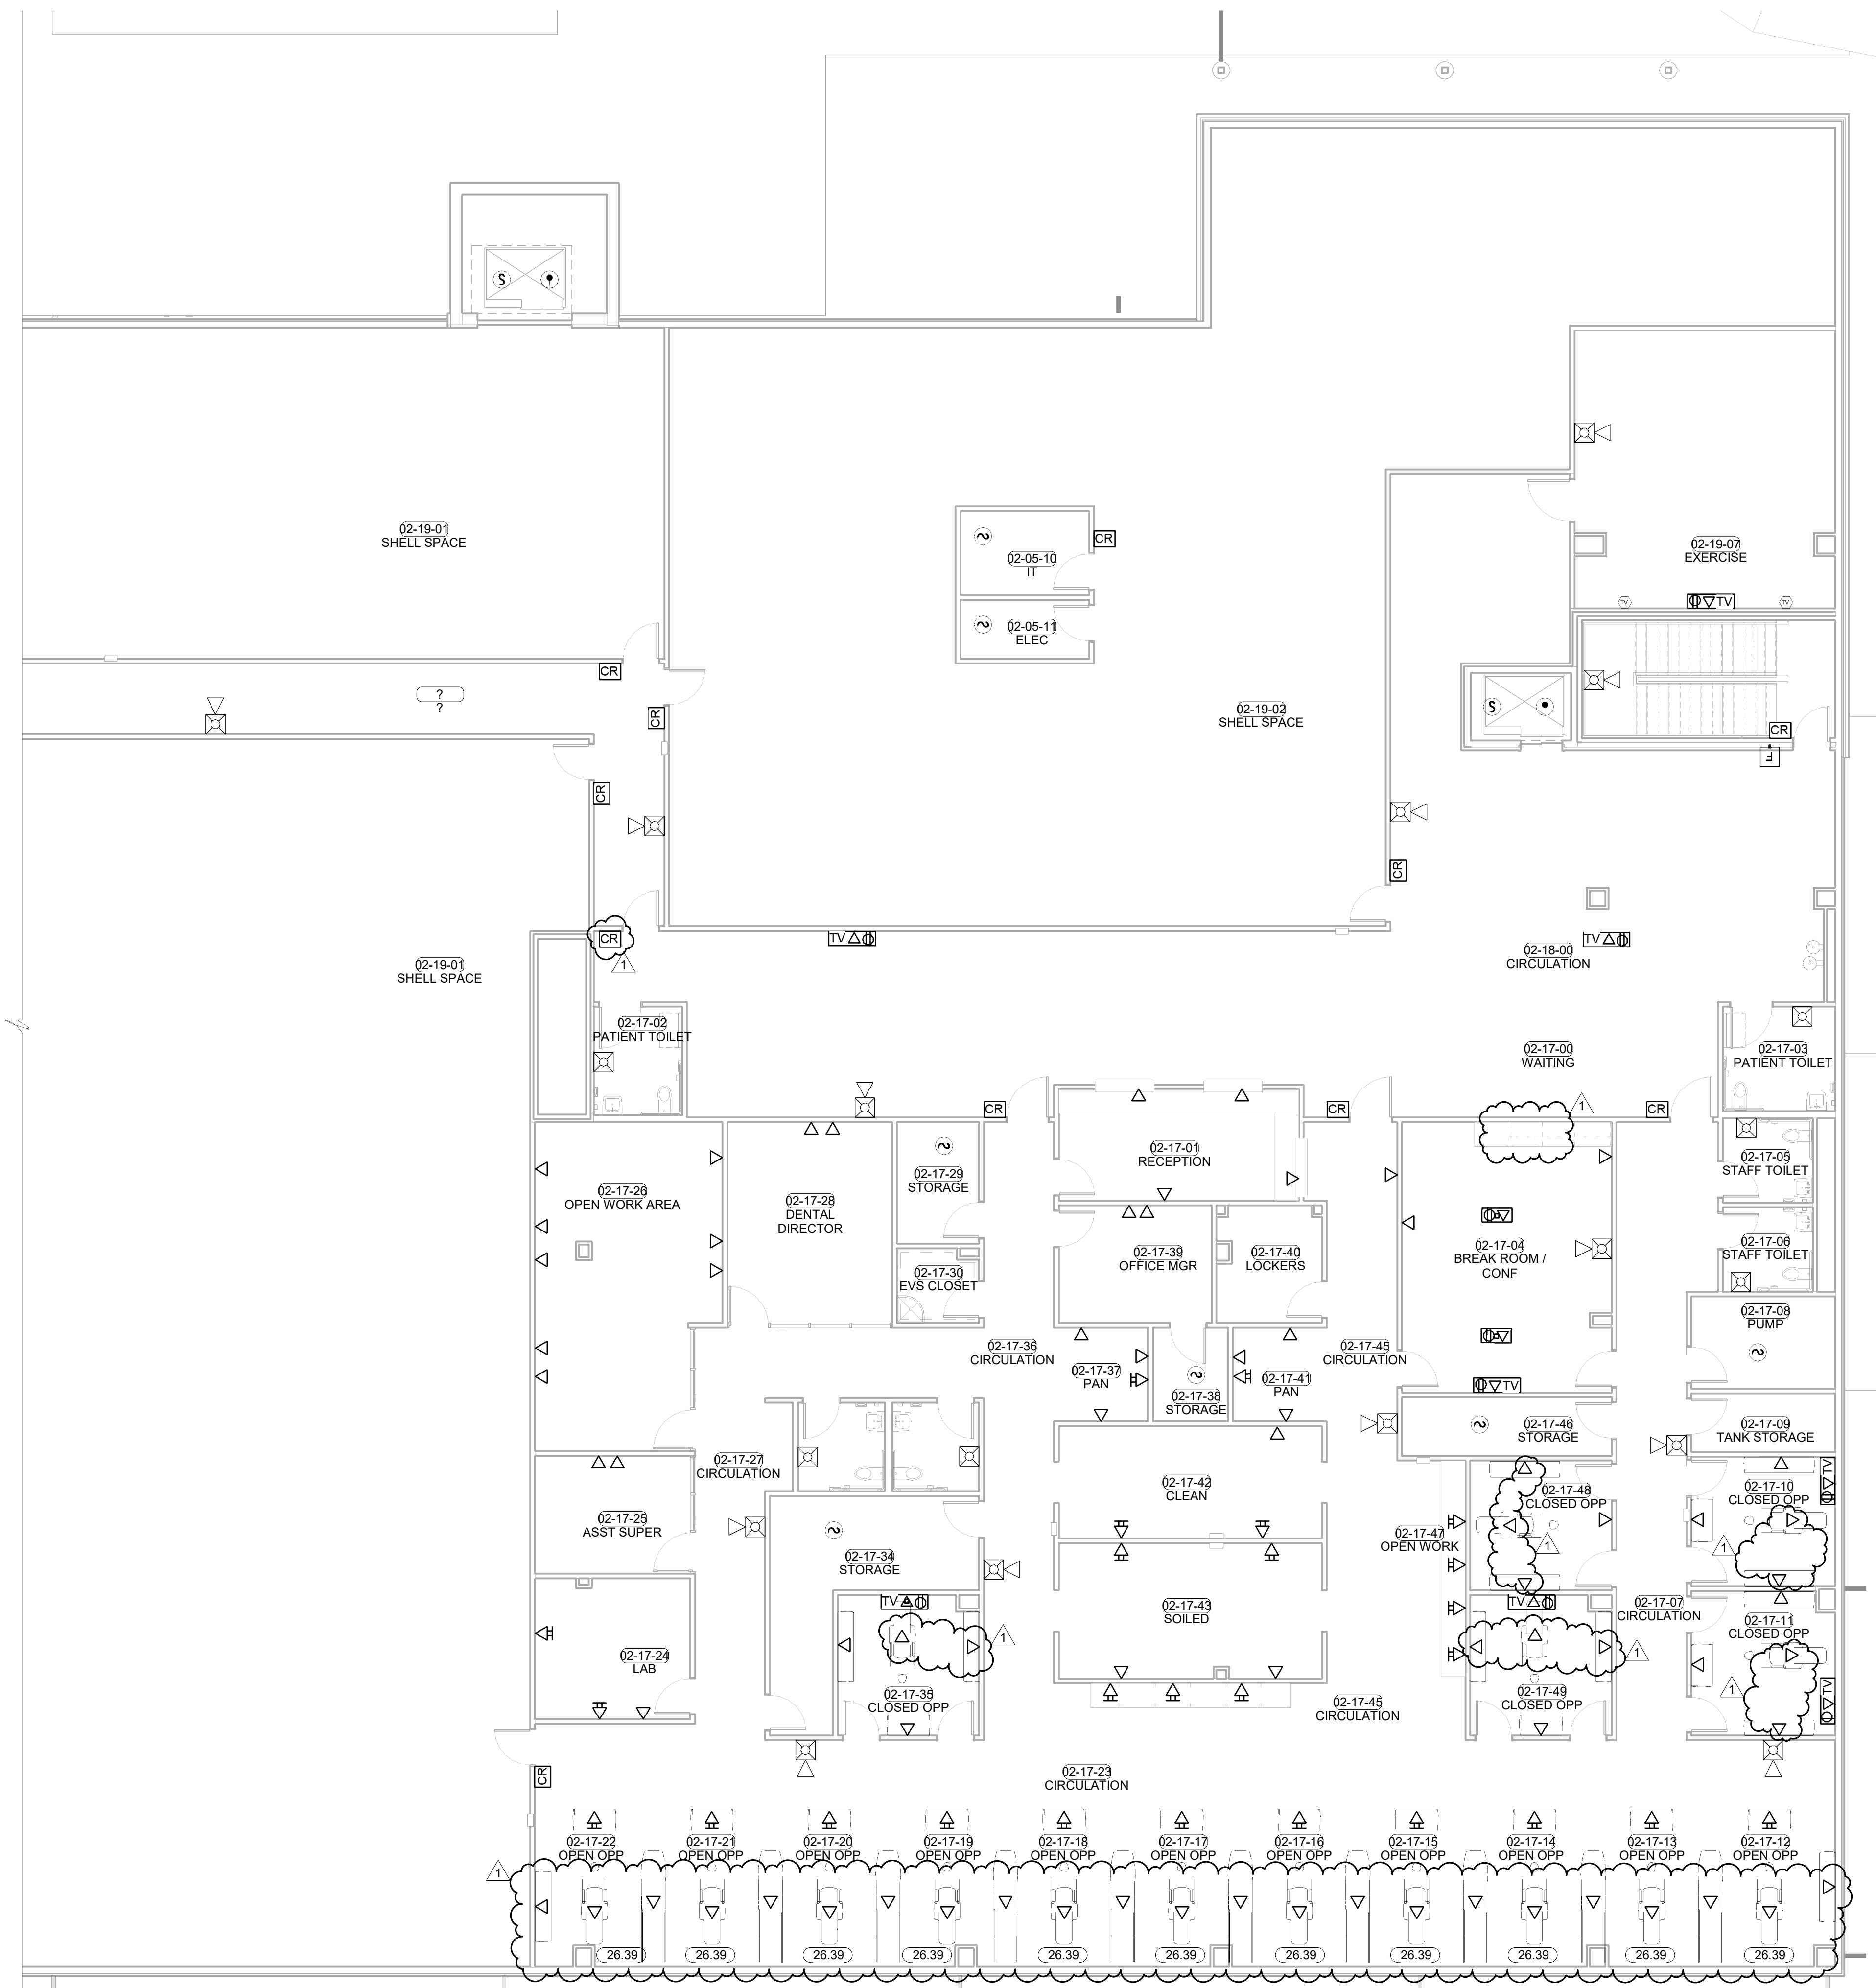 S
02-19-01
SHELL SPACE
02-05-10
IT
CR
02-05-11
ELEC
02-19-07
EXERCISE
TV
TV
TV
CR
?
?
CR
02-19-02
SHELL SPACE
S
CR
F
CR
CR
CR
1
TV
TV
02-18-00
CIRCULATION
02-19-01
SHELL SPACE
02-17-02
PATIENT TOILET
02-17-00
WAITING
02-17-03
PATIENT TOILET
CR
CR
CR
1
02-17-01
RECEPTION
02-17-05
STAFF TOILET
02-17-29
STORAGE
02-17-26
OPEN WORK AREA
02-17-28
DENTAL
DIRECTOR
02-17-39
OFFICE MGR
02-17-40
LOCKERS
02-17-04
BREAK ROOM /
CONF
02-17-06
STAFF TOILET
02-17-30
EVS CLOSET
02-17-08
PUMP
02-17-36
CIRCULATION
02-17-45
CIRCULATION
02-17-37
PAN
02-17-41
PAN
02-17-38
STORAGE
TV
02-17-46
STORAGE
02-17-09
TANK STORAGE
02-17-27
CIRCULATION
02-17-42
CLEAN
02-17-48
CLOSED OPP
02-17-10
CLOSED OPP
TV
02-17-25
ASST SUPER
02-17-47
OPEN WORK
1
1
02-17-34
STORAGE
02-17-43
SOILED
TV
TV
02-17-07
CIRCULATION
02-17-11
CLOSED OPP
1
1
02-17-24
LAB
02-17-35
CLOSED OPP
02-17-49
CLOSED OPP
1
TV
02-17-45
CIRCULATION
CR
02-17-23
CIRCULATION
02-17-22 02-17-21 02-17-20 02-17-19 02-17-18 02-17-17 02-17-16 02-17-15 02-17-14 02-17-13 02-17-12
OPEN OPP OPEN OPP OPEN OPP OPEN OPP OPEN OPP OPEN OPP OPEN OPP OPEN OPP OPEN OPP OPEN OPP OPEN OPP
1
26.39 26.39 26.39 26.39 26.39 26.39 26.39 26.39 26.39 26.39 26.39